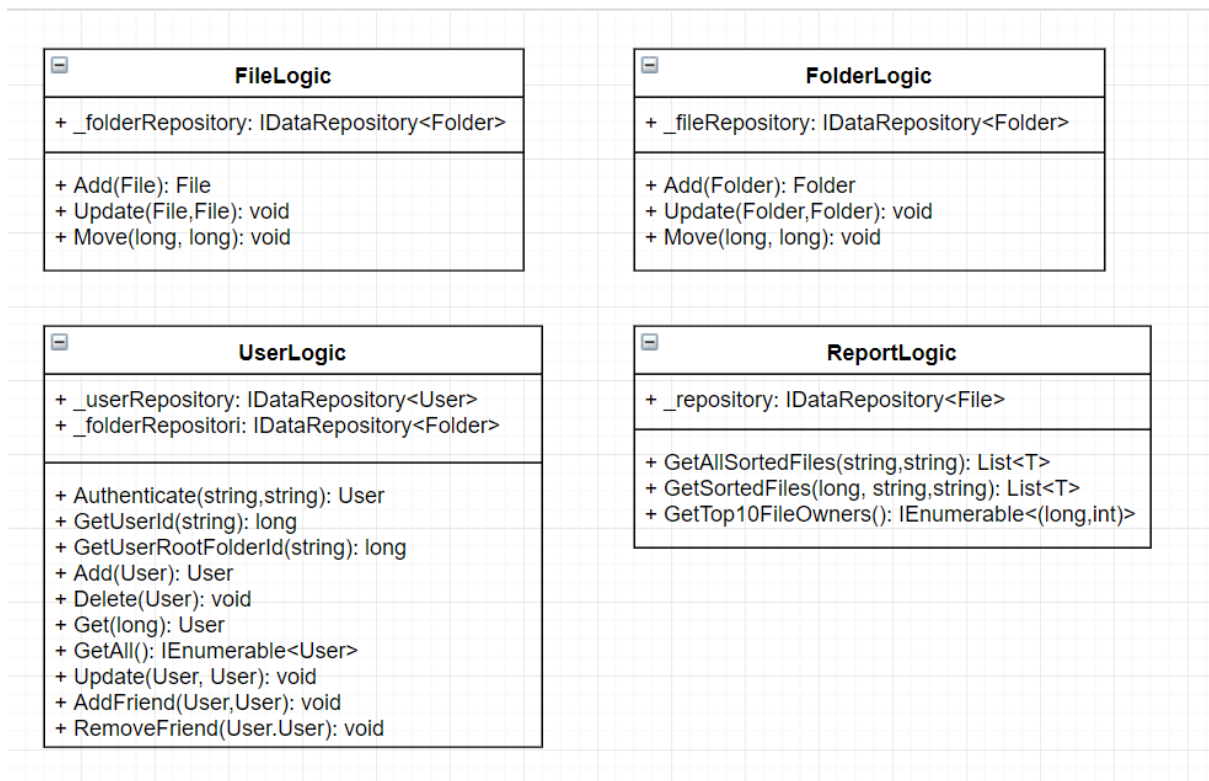 FileLogic
+ _folderRepository: IDataRepository<Folder>
+ Add(File): File
+ Update(File,File): void
+ Move(long, long): void
FolderLogic
+ _fileRepository: IDataRepository<Folder>
+ Add(Folder): Folder
+ Update(Folder,Folder): void
+ Move(long, long): void
UserLogic
+ _userRepository: IDataRepository<User>
+ _folderRepositori: IDataRepository<Folder>
+ Authenticate(string,string): User
+ GetUserId(string): long
+ GetUserRootFolderId(string): long
+ Add(User): User
+ Delete(User): void
+ Get(long): User
+ GetAll(): IEnumerable<User>
+ Update(User, User): void
+ AddFriend(User,User): void
+ RemoveFriend(User.User): void
ReportLogic
+ _repository: IDataRepository<File>
+ GetAllSortedFiles(string,string): List<T>
+ GetSortedFiles(long, string,string): List<T>
+ GetTop10FileOwners(): IEnumerable<(long,int)>